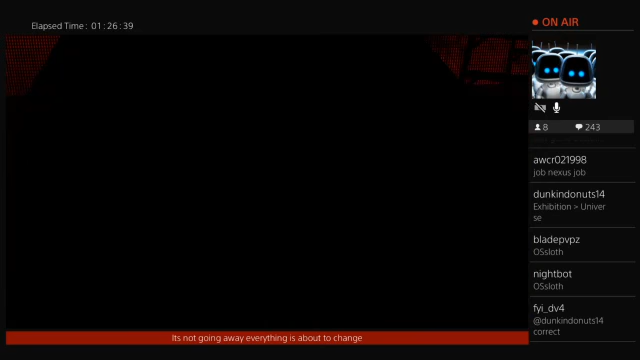 Elapsed Time : 01:26:39
ON AIR
8 243
awcr021998
job nexus job
dunkindonuts14
Exhibition > Univer
se
bladepvpz
OSsloth
nightbot
OSsloth
fyi_dv4
@dunkindonuts14
correct
Its not going away everything is about to change